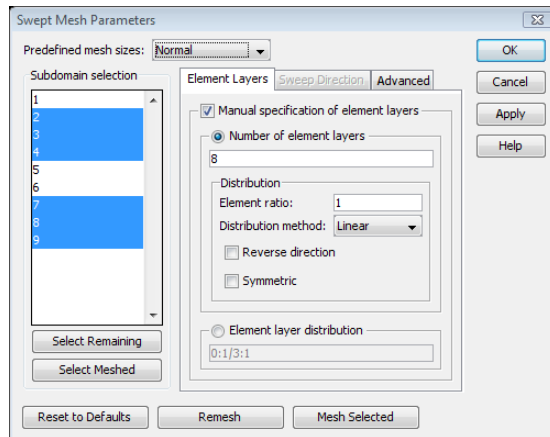 Swept Mesh Parameters
Predefined mesh sizes: Normal
OK
Cancel
Apply
Help
Subdomain selection
1
2
3
4
5
6
7
8
9
Select Remaining
Select Meshed
Element Layers Sweep Direction Advanced
Manual specification of element layers
Number of element layers
8
Distribution
Element ratio: 1
Distribution method: Linear
Reverse direction
Symmetric
Element layer distribution
0:1/3:1
Reset to Defaults Remesh Mesh Selected